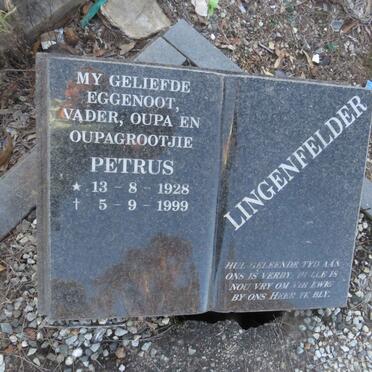 MY GELIEFDE
EGGENOOT,
VADER, OUPA EN
OUPAGROOTJIE
PETRUS
★ 13 - 8 - 1928
† 5 - 9 - 1999
LINGENFELDER
HUL GELEENDE TYD AAN
ONS IS VERBY. HULLE IS
NOU VRY OM VIR EWIG
BY ONS HEER TE BLY.